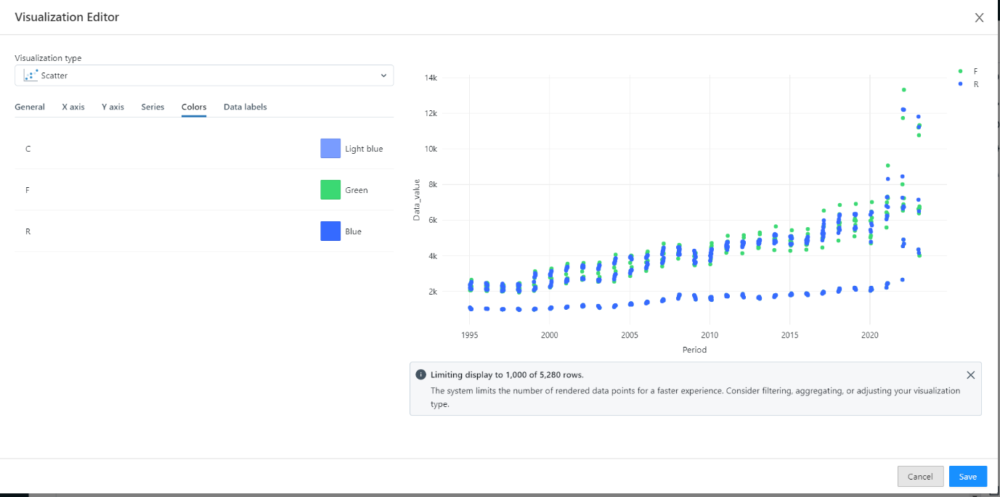 Visualization Editor
Visualization type
Scatter
General X axis Y axis Series Colors Data labels
C Light blue
F Green
R Blue
14k
12k
10k
8k
6k
4k
2k
Data_value
1995 2000 2005 2010 2015 2020
Period
F
R
Limiting display to 1,000 of 5,280 rows.
The system limits the number of rendered data points for a faster experience. Consider filtering, aggregating, or adjusting your visualization
type.
Cancel Save